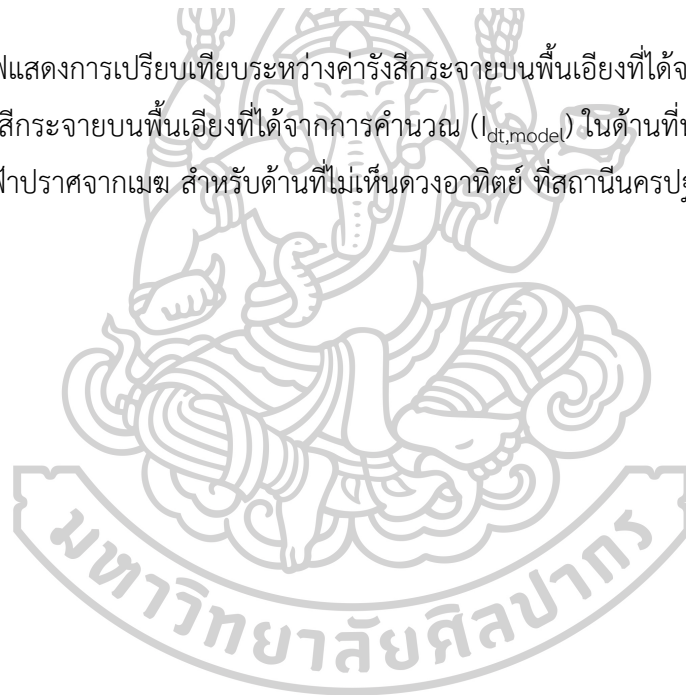 แสดงการเปรียบเทียบระหว่างค่ารังสีกระจายบนพื้นเอียงที่ได้
สีกระจายบนพื้นเอียงที่ได้จากการคำนวณ (I_dt,model) ในด้านที่
ปราศจากเมฆ สำหรับด้านที่ไม่เห็นดวงอาทิตย์ ที่สถานีนครป
มหาวิทยาลัยศิลปากร